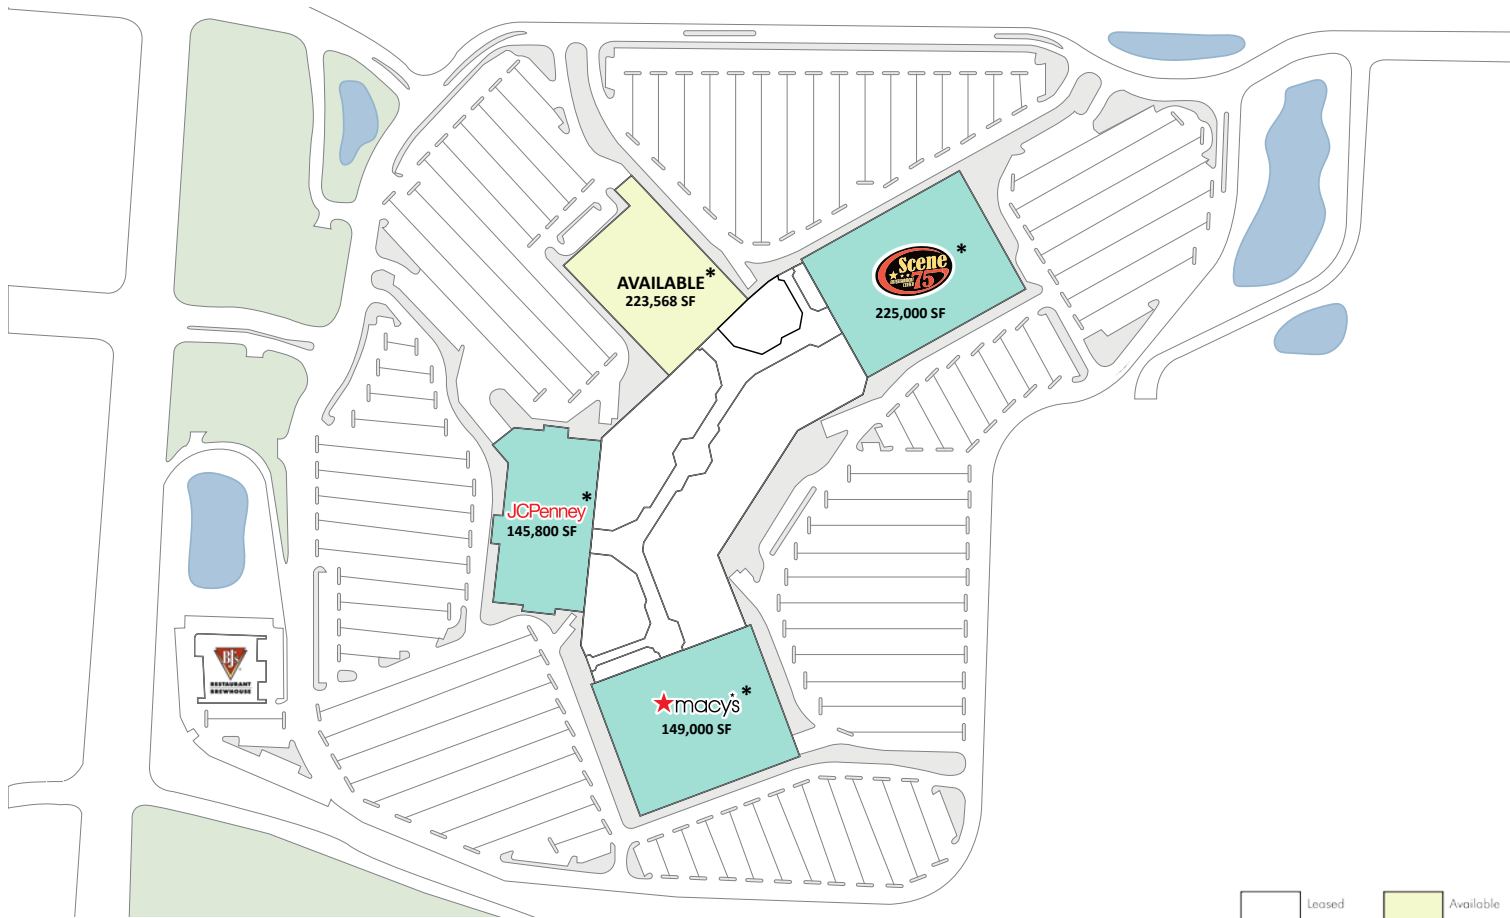 AVAILABLE*
223,568 SF
Scene
75
*
225,000 SF
JCPenney
*
145,800 SF
BJ's
RESTAURANT
BREWHOUSE
macy's
*
149,000 SF
Leased
Available